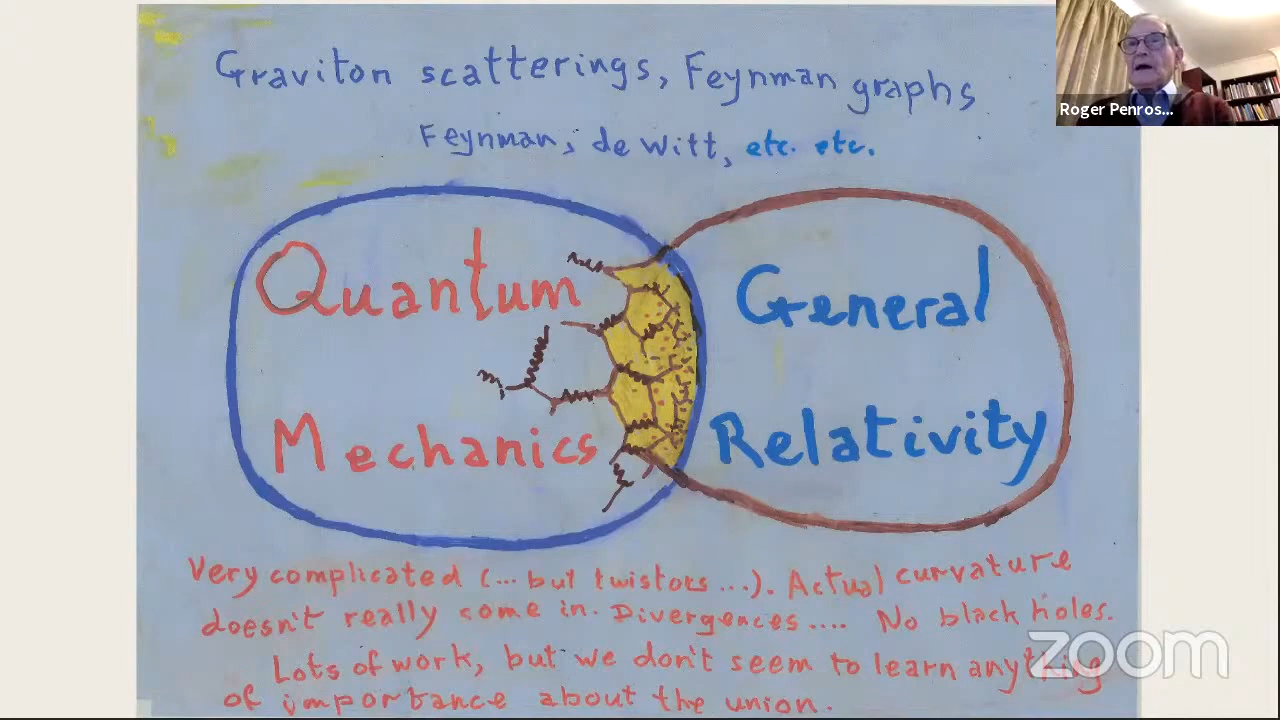 Graviton scatterings, Feynman graphs
Feynman, de Witt, etc. etc.
Roger Penros...
Quantum
General
Mechanics
Relativity
Very complicated (... but twistors ...). Actual curvature
doesn't really come in. Divergences .... No black holes.
Lots of work, but we don't seem to learn anything
of importance about the union.
zoom